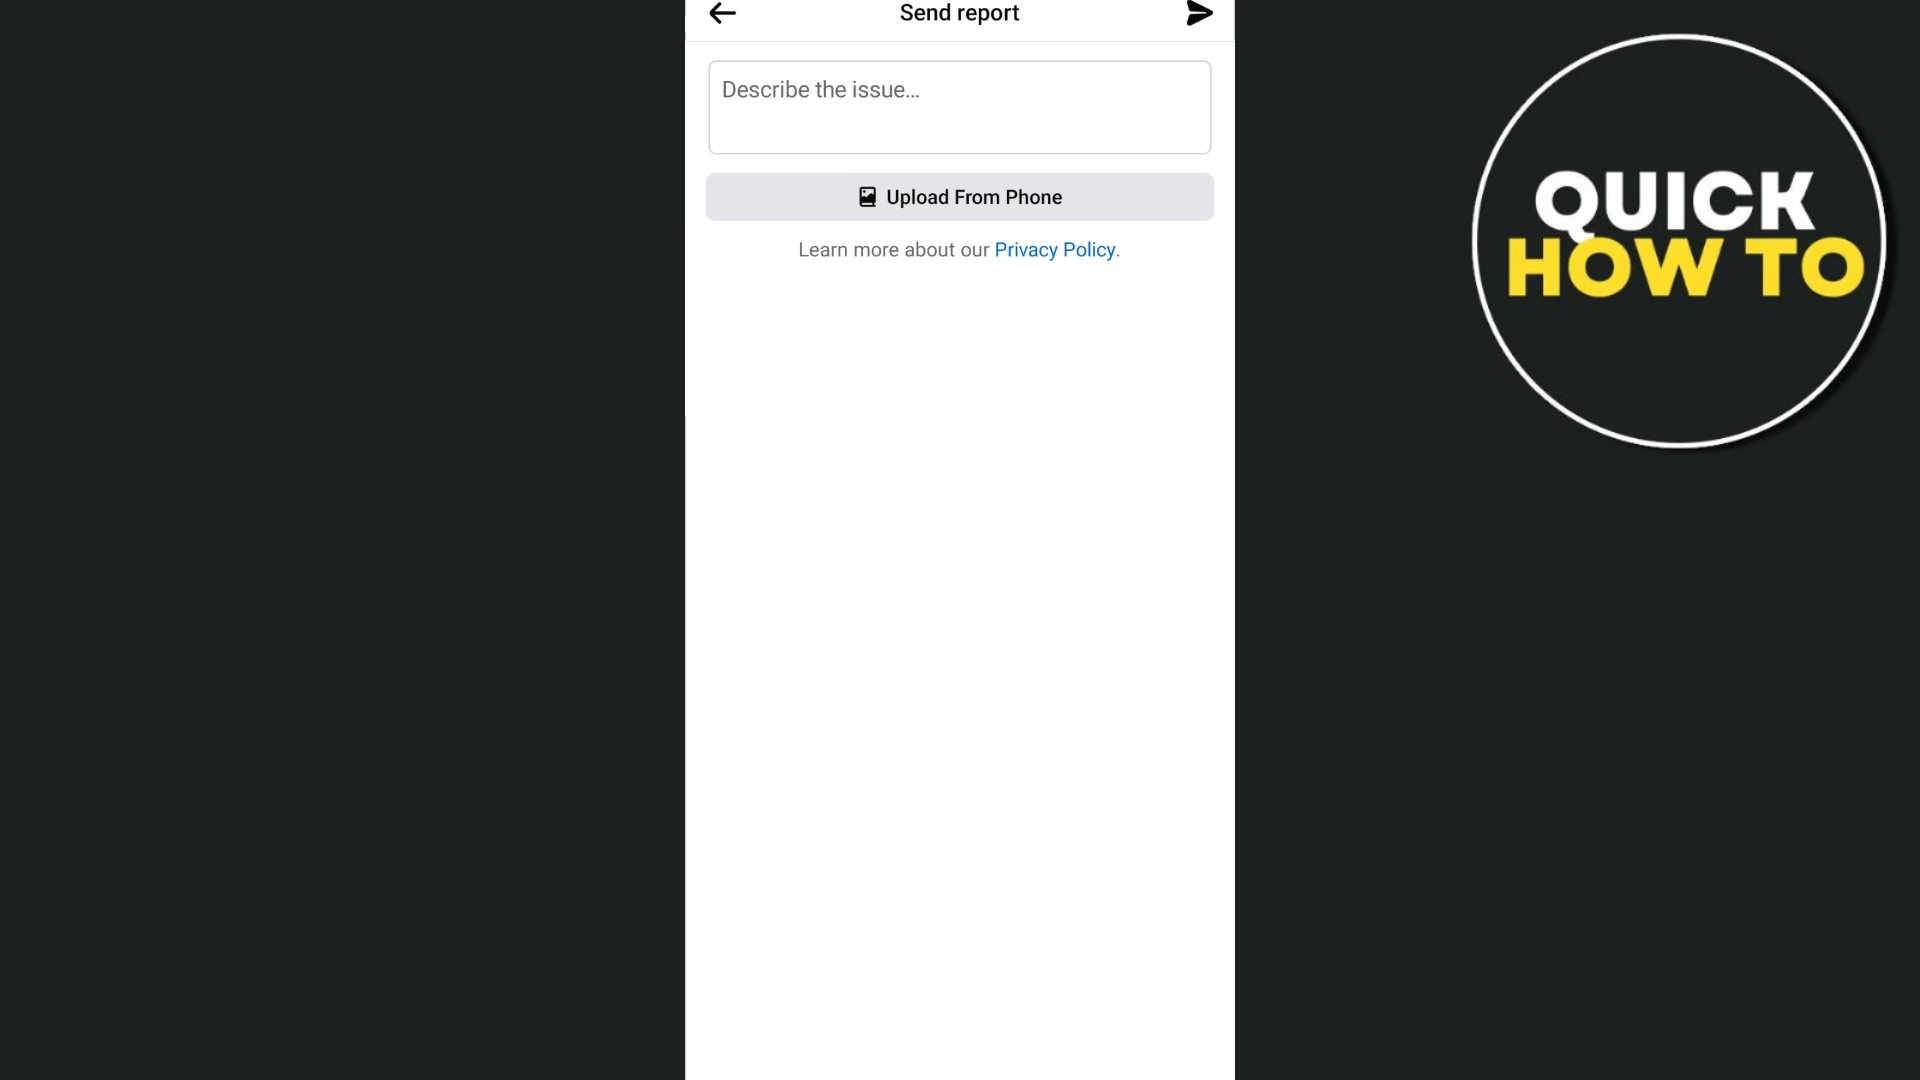 Send report
Describe the issue...
Upload From Phone
Learn more about our Privacy Policy.
QUICK
HOW TO